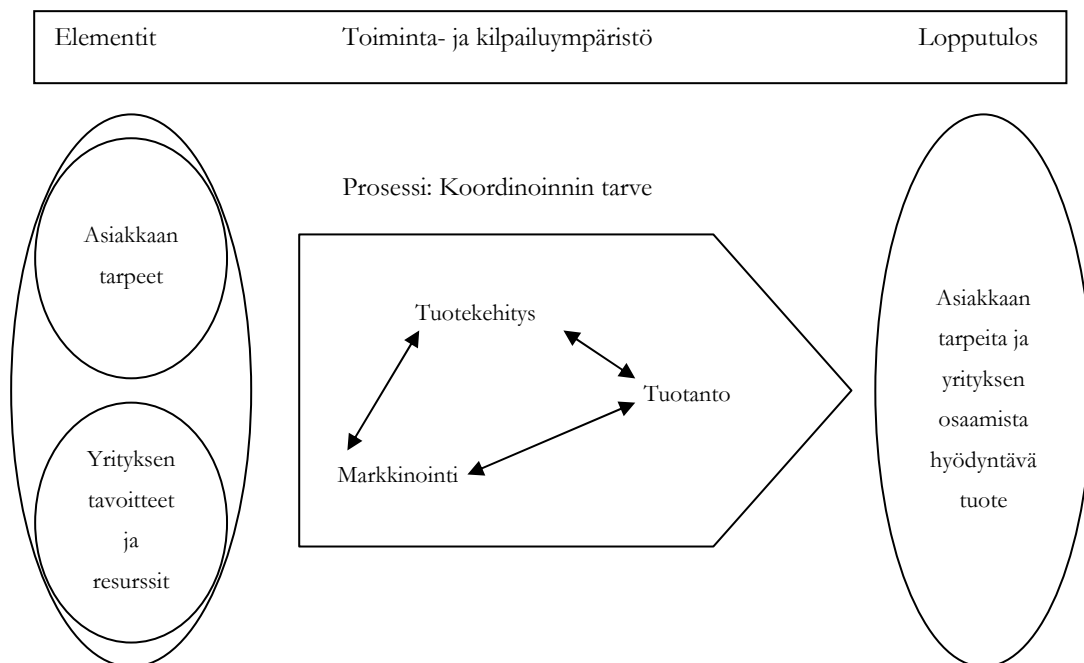 Elementit Toiminta- ja kilpailuympäristö Lopputulos
Asiakkaan
tarpeet
Yrityksen
tavoitteet
ja
resurssit
Prosessi: Koordinoinnin tarve
Tuotekehitys
Tuotanto
Markkinointi
Asiakkaan
tarpeita ja
yrityksen
osaamista
hyödyntävä
tuote